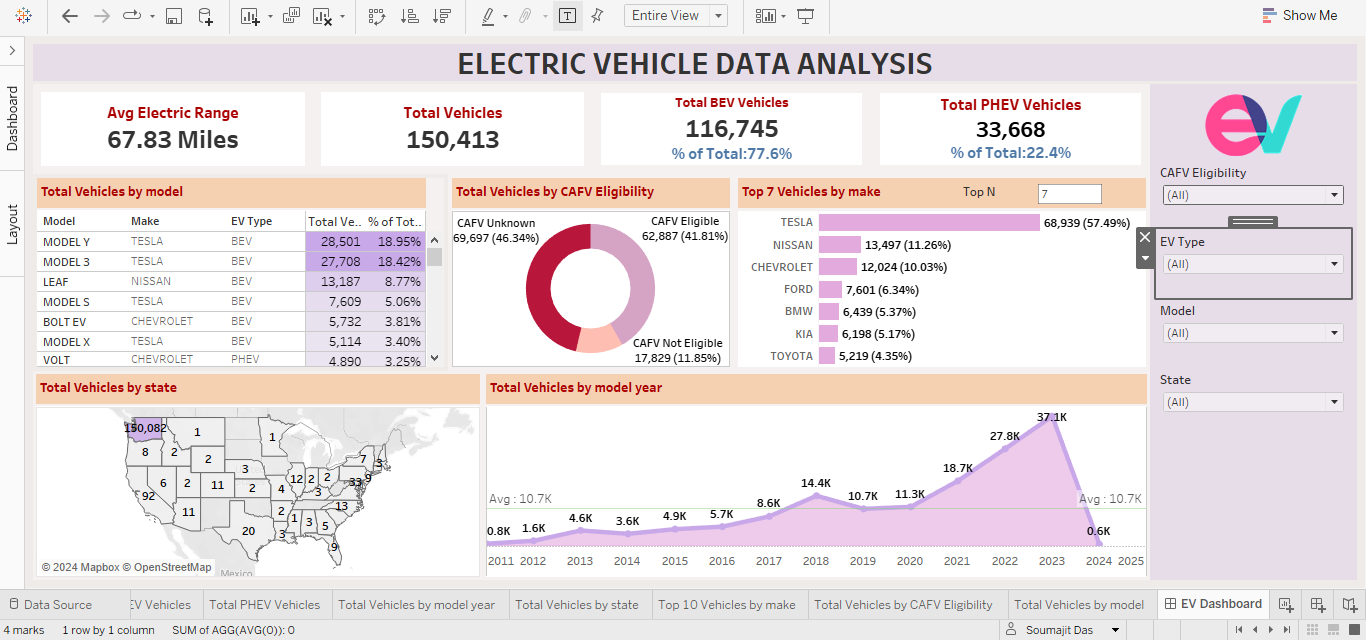 Entire View
Show Me
Dashboard
Layout
ELECTRIC VEHICLE DATA ANALYSIS
Avg Electric Range
67.83 Miles
Total Vehicles
150,413
Total BEV Vehicles
116,745
% of Total:77.6%
Total PHEV Vehicles
33,668
% of Total:22.4%
ev
CAFV Eligibility
(All)
EV Type
(All)
Model
(All)
State
(All)
Total Vehicles by model
Model Make EV Type Total Ve.. % of Tot..
MODEL Y TESLA BEV 28,501 18.95%
MODEL 3 TESLA BEV 27,708 18.42%
LEAF NISSAN BEV 13,187 8.77%
MODEL S TESLA BEV 7,609 5.06%
BOLT EV CHEVROLET BEV 5,732 3.81%
MODEL X TESLA BEV 5,114 3.40%
VOLT CHEVROLET PHEV 4,890 3.25%
Total Vehicles by CAFV Eligibility
CAFV Unknown
69,697 (46.34%)
CAFV Eligible
62,887 (41.81%)
CAFV Not Eligible
17,829 (11.85%)
Top 7 Vehicles by make Top N 7
TESLA 68,939 (57.49%)
NISSAN 13,497 (11.26%)
CHEVROLET 12,024 (10.03%)
FORD 7,601 (6.34%)
BMW 6,439 (5.37%)
KIA 6,198 (5.17%)
TOYOTA 5,219 (4.35%)
Total Vehicles by state
150,082 1 1
8 2 2 3 7 3
92 6 2 11 2 4 12 2 2 3 33 9
11 20 2 3 1 3 5 13 9
Mexico
© 2024 Mapbox © OpenStreetMap
Total Vehicles by model year
Avg : 10.7K
Avg : 10.7K
0.8K 1.6K 4.6K 3.6K 4.9K 5.7K 8.6K 14.4K 10.7K 11.3K 18.7K 27.8K 37.1K 0.6K
2011 2012 2013 2014 2015 2016 2017 2018 2019 2020 2021 2022 2023 2024 2025
Data Source EV Vehicles Total PHEV Vehicles Total Vehicles by model year Total Vehicles by state Top 10 Vehicles by make Total Vehicles by CAFV Eligibility Total Vehicles by model EV Dashboard
4 marks 1 row by 1 column SUM of AGG(AVG(0)): 0 Soumajit Das